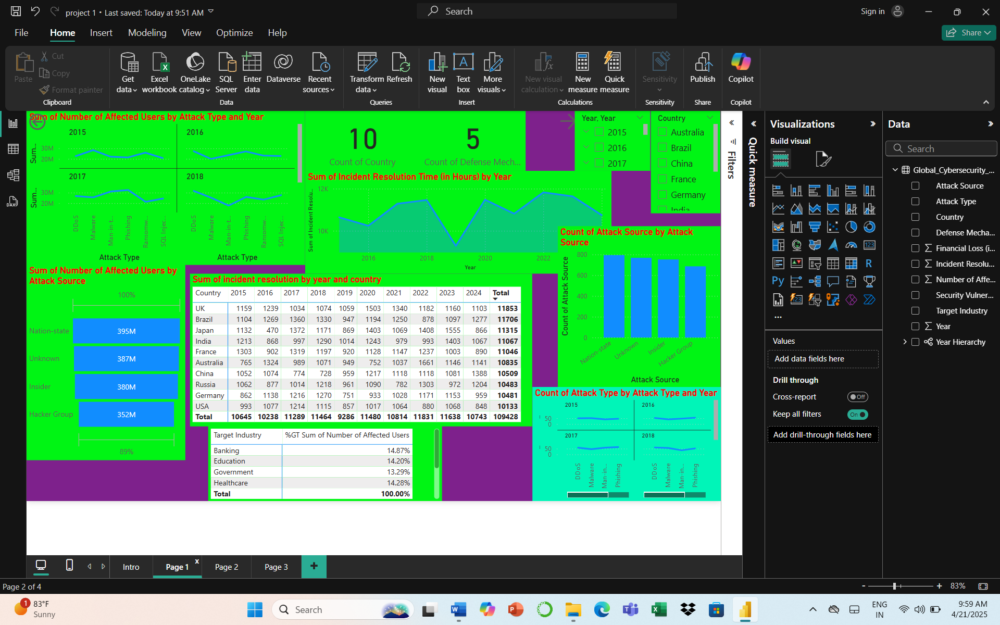 project 1 • Last saved: Today at 9:51 AM
Search
Sign in
File Home Insert Modeling View Optimize Help
Share
Paste
Cut
Copy
Format painter
Clipboard
Get data
Excel workbook
OneLake catalog
SQL Server
Enter data
Dataverse
Recent sources
Data
Transform data
Refresh
Queries
New visual
Text box
More visuals
Insert
New visual calculation
New measure
Quick measure
Calculations
Sensitivity
Sensitivity
Publish
Share
Copilot
Copilot
Sum of Number of Affected Users by Attack Type and Year
2015 2016
Sum... 30M
20M
2017 2018
Sum... 30M
20M
DDoS Malware Man-in-t... Phishing Ransomw... SQL Injec... DDoS Malware Man-in-t... Phishing Ransomw... SQL Injec...
Attack Type Attack Type
10
Count of Country
5
Count of Defense Mech...
Year, Year
2015
2016
2017
Country
Australia
Brazil
China
France
Germany
India
Sum of Incident Resolution Time (in Hours) by Year
Sum of Incident Resolu...
12K
10K
2016 2018 2020 2022
Year
Count of Attack Source by Attack
Source
Count of Attack Source
800
600
400
200
0
Nation-state Unknown Insider Hacker Group
Attack Source
Sum of Number of Affected Users by
Attack Source
100%
Nation-state 395M
Unknown 387M
Insider 380M
Hacker Group 352M
89%
Sum of incident resolution by year and country
Country 2015 2016 2017 2018 2019 2020 2021 2022 2023 2024 Total
UK 1159 1239 1034 1074 1059 1503 1340 1182 1160 1103 11853
Brazil 1104 1269 1360 1330 947 1194 1250 878 1097 1277 11706
Japan 1132 470 1372 1171 869 1403 1069 1408 1555 866 11315
India 1213 868 997 1290 1014 1243 979 993 1403 1067 11067
France 1303 902 1319 1197 920 1128 1147 1237 1003 890 11046
Australia 765 1324 989 1071 949 752 1037 1661 1146 1141 10835
China 1052 1074 774 728 959 1217 1118 1118 1081 1388 10509
Russia 1062 877 1014 1218 961 1090 782 1303 972 1204 10483
Germany 862 1138 1216 1270 751 933 1028 1171 1153 959 10481
USA 993 1077 1214 1115 857 1017 1064 880 1068 848 10133
Total 10645 10238 11289 11464 9286 11480 10814 11831 11638 10743 109428
Target Industry %GT Sum of Number of Affected Users
Banking 14.87%
Education 14.20%
Government 13.29%
Healthcare 14.28%
Total 100.00%
Count of Attack Type by Attack Type and Year
2015 2016
50
0
2017 2018
50
0
DDoS Malware Man-in... Phishing DDoS Malware Man-in... Phishing
Filters
Quick measure
Visualizations
Build visual
123
R
Py
123
...
Values
Add data fields here
Drill through
Cross-report Off
Keep all filters On
Add drill-through fields here
Data
Search
Global_Cybersecurity_...
Attack Source
Attack Type
Country
Defense Mecha...
Financial Loss (i...
Incident Resolu...
Number of Affe...
Security Vulner...
Target Industry
Year
Year Hierarchy
DAX
Intro Page 1 x Page 2 Page 3 +
Page 2 of 4
- + 83%
1
83°F
Sunny
Search
ENG
IN
9:59 AM
4/21/2025